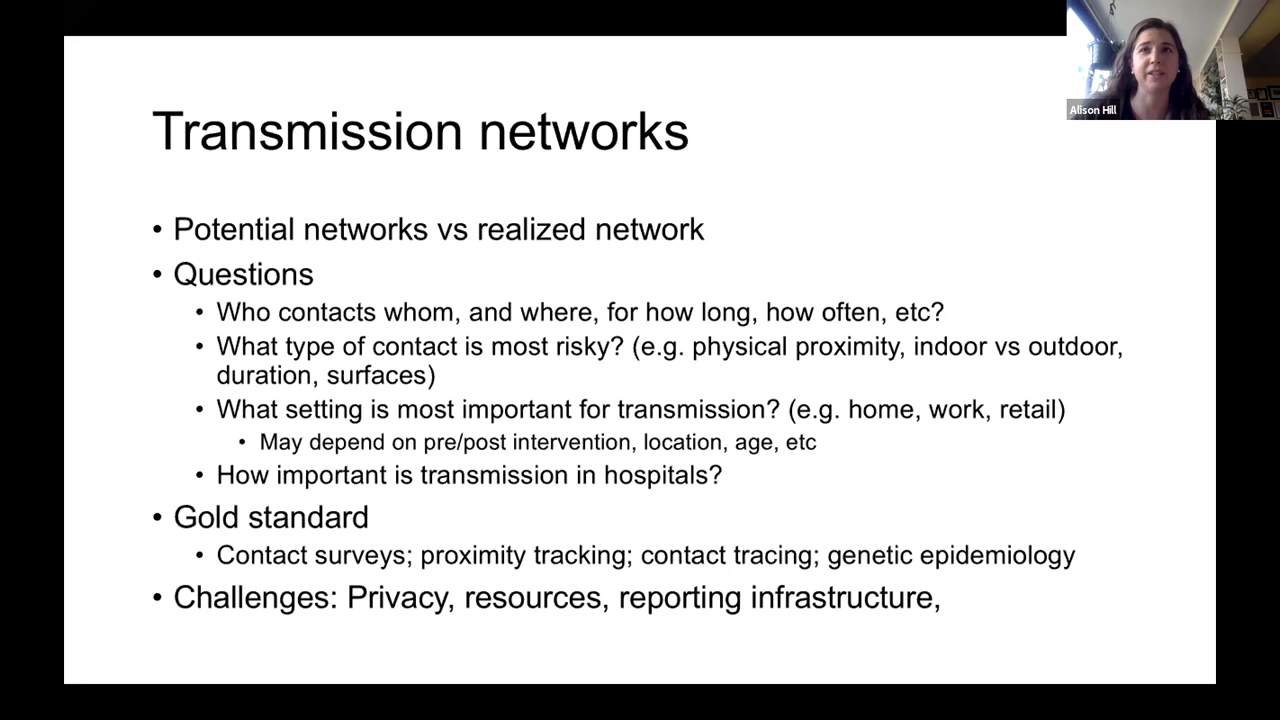 Alison Hill
Transmission networks
• Potential networks vs realized network
• Questions
• Who contacts whom, and where, for how long, how often, etc?
• What type of contact is most risky? (e.g. physical proximity, indoor vs outdoor,
duration, surfaces)
• What setting is most important for transmission? (e.g. home, work, retail)
• May depend on pre/post intervention, location, age, etc
• How important is transmission in hospitals?
• Gold standard
• Contact surveys; proximity tracking; contact tracing; genetic epidemiology
• Challenges: Privacy, resources, reporting infrastructure,